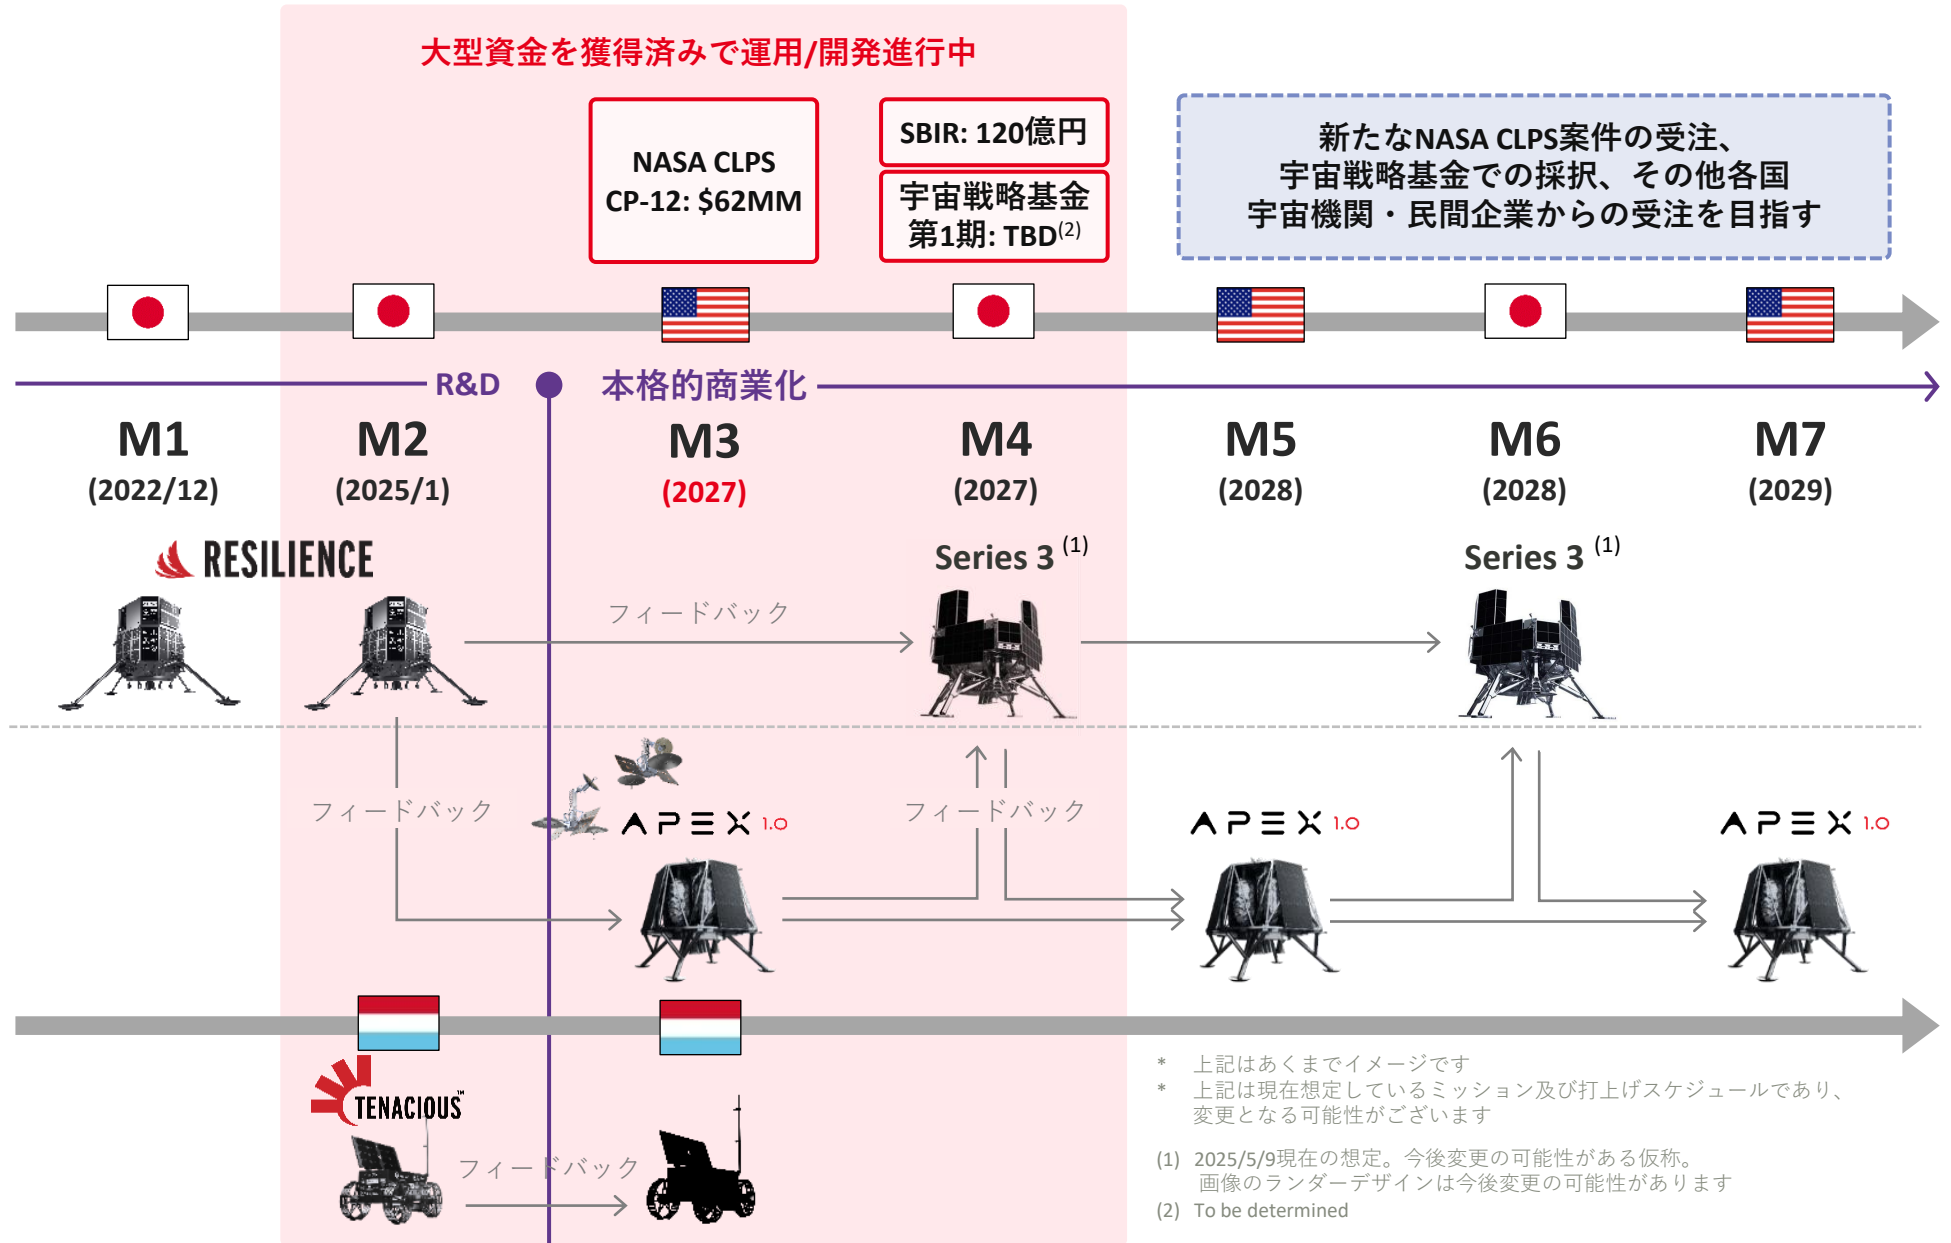 大型資金を獲得済みで運用/開発進行中
NASA CLPS
CP-12: $62MM
SBIR: 120億円
宇宙戦略基金
第1期: TBD(2)
新たなNASA CLPS案件の受注、
宇宙戦略基金での採択、その他各国
宇宙機関・民間企業からの受注を目指す
R&D
本格的商業化
M1
(2022/12)
M2
(2025/1)
M3
(2027)
M4
(2027)
M5
(2028)
M6
(2028)
M7
(2029)
RESILIENCE
Series 3 (1)
Series 3 (1)
フィードバック
フィードバック
フィードバック
APEX 1.0
APEX 1.0
APEX 1.0
TENACIOUS™
フィードバック
* 上記はあくまでイメージです
* 上記は現在想定しているミッション及び打上げスケジュールであり、
変更となる可能性がございます
(1) 2025/5/9現在の想定。今後変更の可能性がある仮称。
画像のランダーデザインは今後変更の可能性があります
(2) To be determined